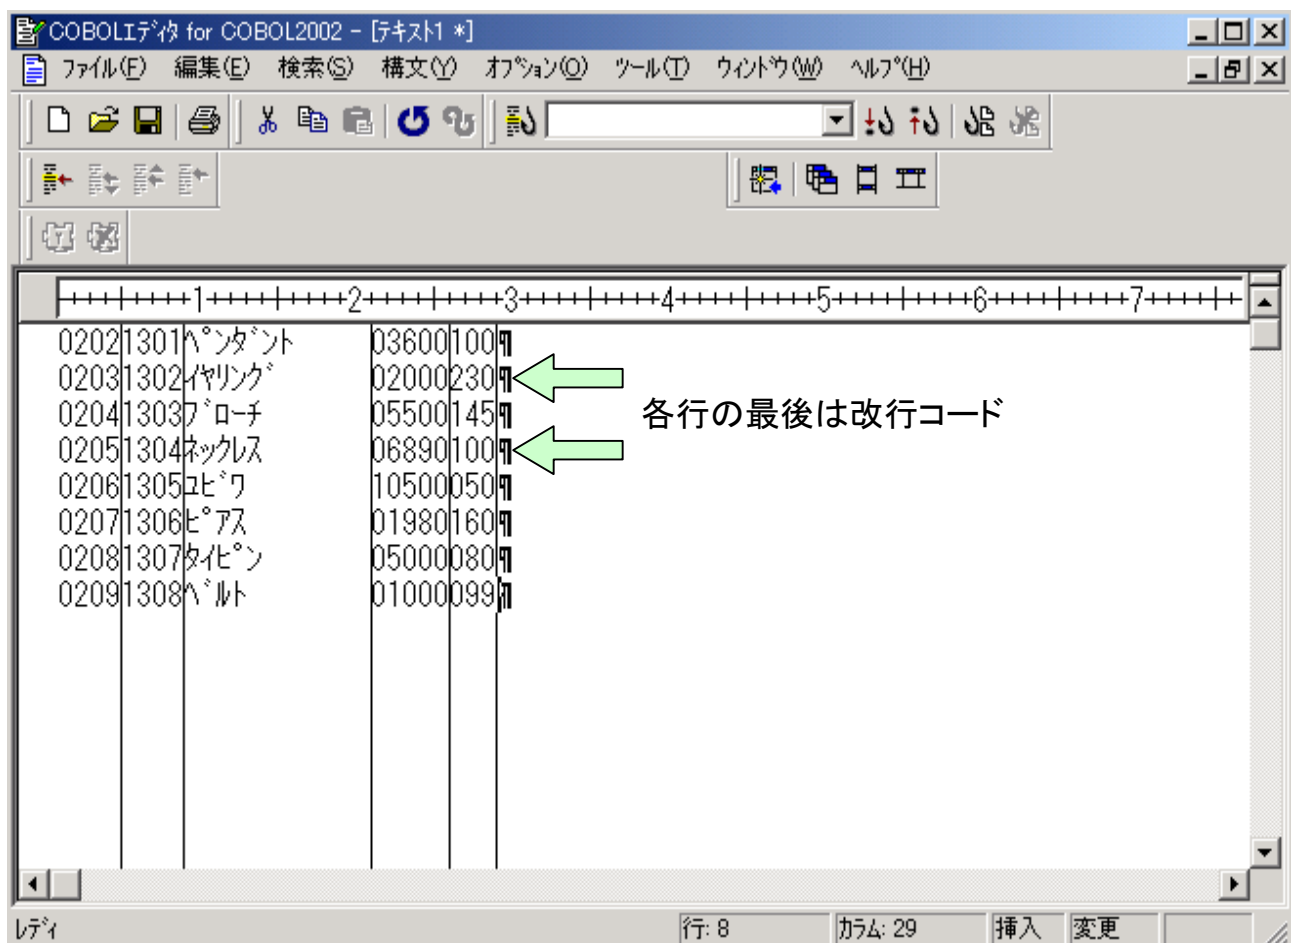 COBOLｴﾃﾞｨﾀ for COBOL2002 - [ﾃｷｽﾄ1 *]
ﾌｧｲﾙ(F) 編集(E) 検索(S) 構文(Y) ｵﾌﾟｼｮﾝ(O) ﾂｰﾙ(T) ｳｨﾝﾄﾞｳ(W) ﾍﾙﾌﾟ(H)
1 2 3 4 5 6 7
02021301ﾍﾟﾝﾀﾞﾝﾄ 03600100¶
02031302ｲﾔﾘﾝｸﾞ 02000230¶
02041303ﾌﾞﾛｰﾁ 05500145¶
各行の最後は改行コード
02051304ﾈｯｸﾚｽ 06890100¶
02061305ﾕﾋﾞﾜ 10500050¶
02071306ﾋﾟｱｽ 01980160¶
02081307ﾀｲﾋﾟﾝ 05000080¶
02091308ﾍﾞﾙﾄ 01000099¶
ﾚﾃﾞｨ 行: 8 ｶﾗﾑ: 29 挿入 変更